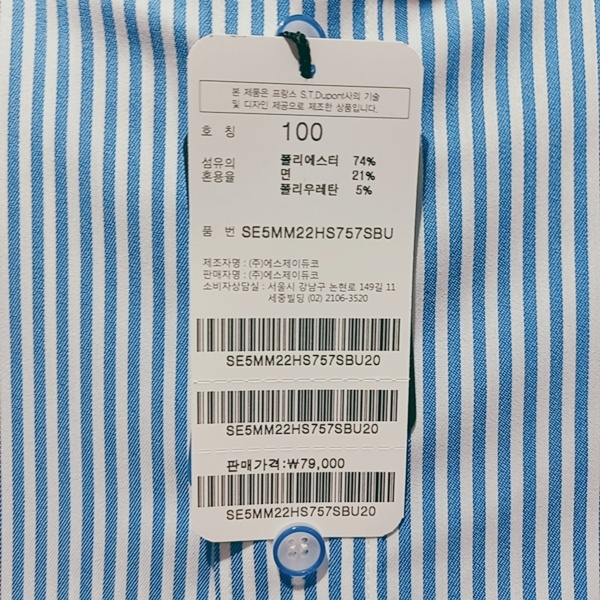 본 제품은 프랑스 S.T.Dupont사의 기술
및 디자인 제공으로 제조한 상품입니다.
호 칭 100
섬유의 폴리에스터 74%
혼용율 면 21%
폴리우레탄 5%
품 번 SE5MM22HS757SBU
제조자명 : (주)에스제이듀코
판매자명 : (주)에스제이듀코
소비자상담실 : 서울시 강남구 논현로 149길 11
세중빌딩 (02) 2106-3520
SE5MM22HS757SBU20
SE5MM22HS757SBU20
판매가격:₩79,000
SE5MM22HS757SBU20